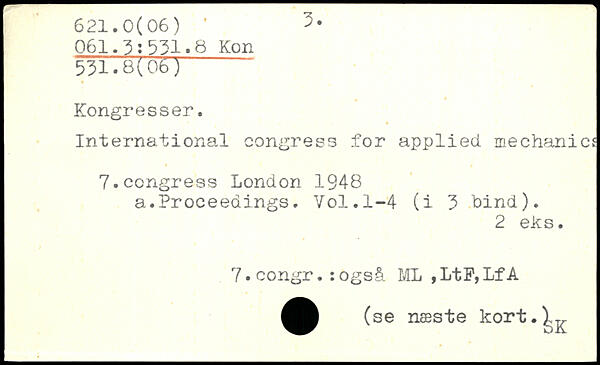 621.0(06) 3.
061.3:531.8 Kon
531.8(06)
Kongresser.
International congress for applied mechanics
7.congress London 1948
a.Proceedings. Vol.1-4 (i 3 bind).
2 eks.
7.congr.:også ML ,LtF,LfA
(se næste kort.)
SK